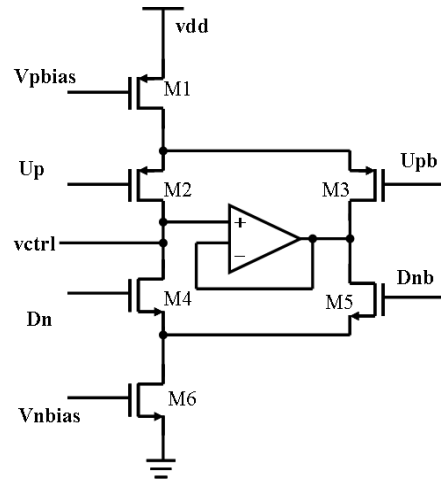 vdd
Vpbias
M1
Up
M2
M3
Upb
+
−
vctrl
Dn
M4
M5
Dnb
Vnbias
M6